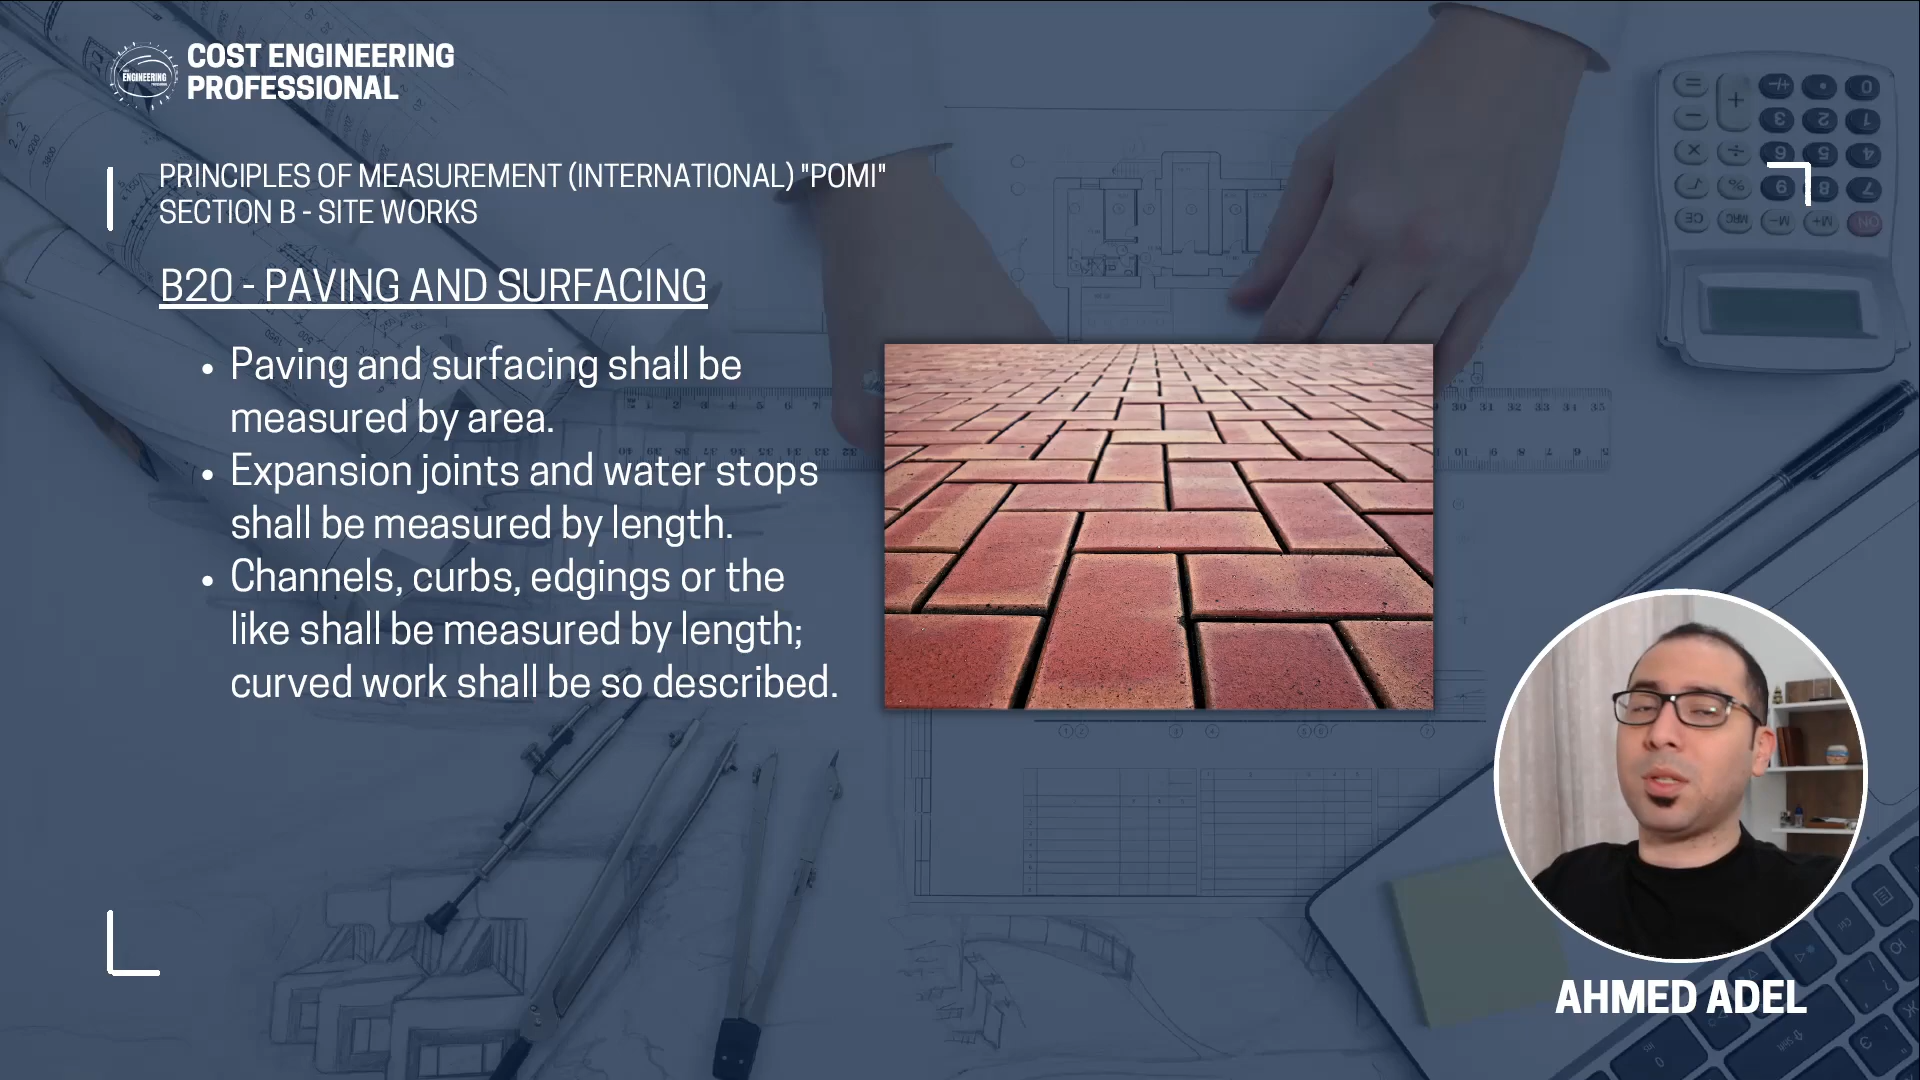 COST ENGINEERING
PROFESSIONAL
ENGINEERING
PRINCIPLES OF MEASUREMENT (INTERNATIONAL) "POMI"
SECTION B - SITE WORKS
B20 - PAVING AND SURFACING
• Paving and surfacing shall be
measured by area.
• Expansion joints and water stops
shall be measured by length.
• Channels, curbs, edgings or the
like shall be measured by length;
curved work shall be so described.
AHMED ADEL